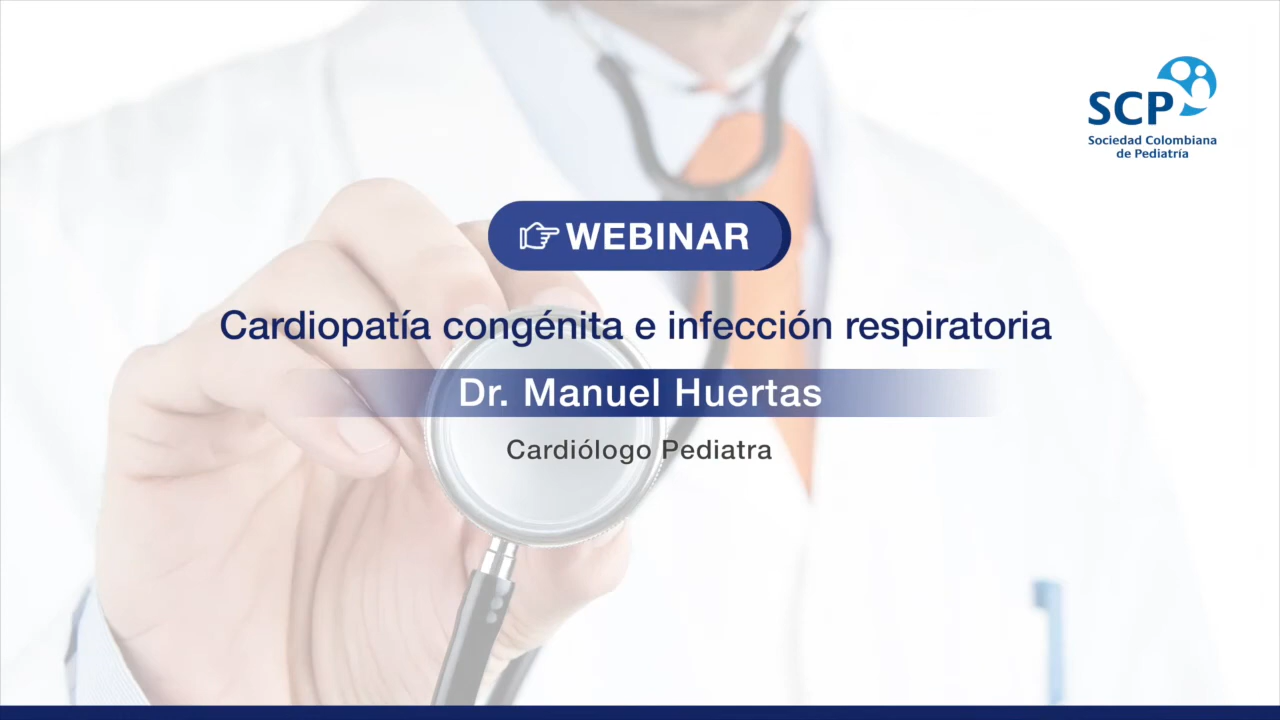 SCP
Sociedad Colombiana
de Pediatría
WEBINAR
Cardiopatía congénita e infección respiratoria
Dr. Manuel Huertas
Cardiólogo Pediatra